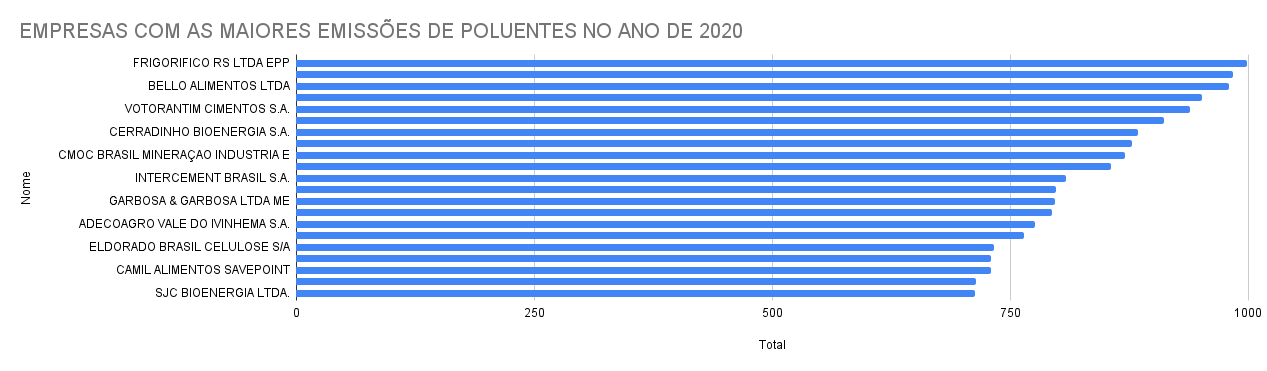 EMPRESAS COM AS MAIORES EMISSÕES DE POLUENTES NO ANO DE 2020
FRIGORIFICO RS LTDA EPP
BELLO ALIMENTOS LTDA
VOTORANTIM CIMENTOS S.A.
CERRADINHO BIOENERGIA S.A.
CMOC BRASIL MINERAÇAO INDUSTRIA E
INTERCEMENT BRASIL S.A.
GARBOSA & GARBOSA LTDA ME
ADECOAGRO VALE DO IVINHEMA S.A.
ELDORADO BRASIL CELULOSE S/A
CAMIL ALIMENTOS SAVEPOINT
SJC BIOENERGIA LTDA.
Nome
0 250 500 750 1000
Total